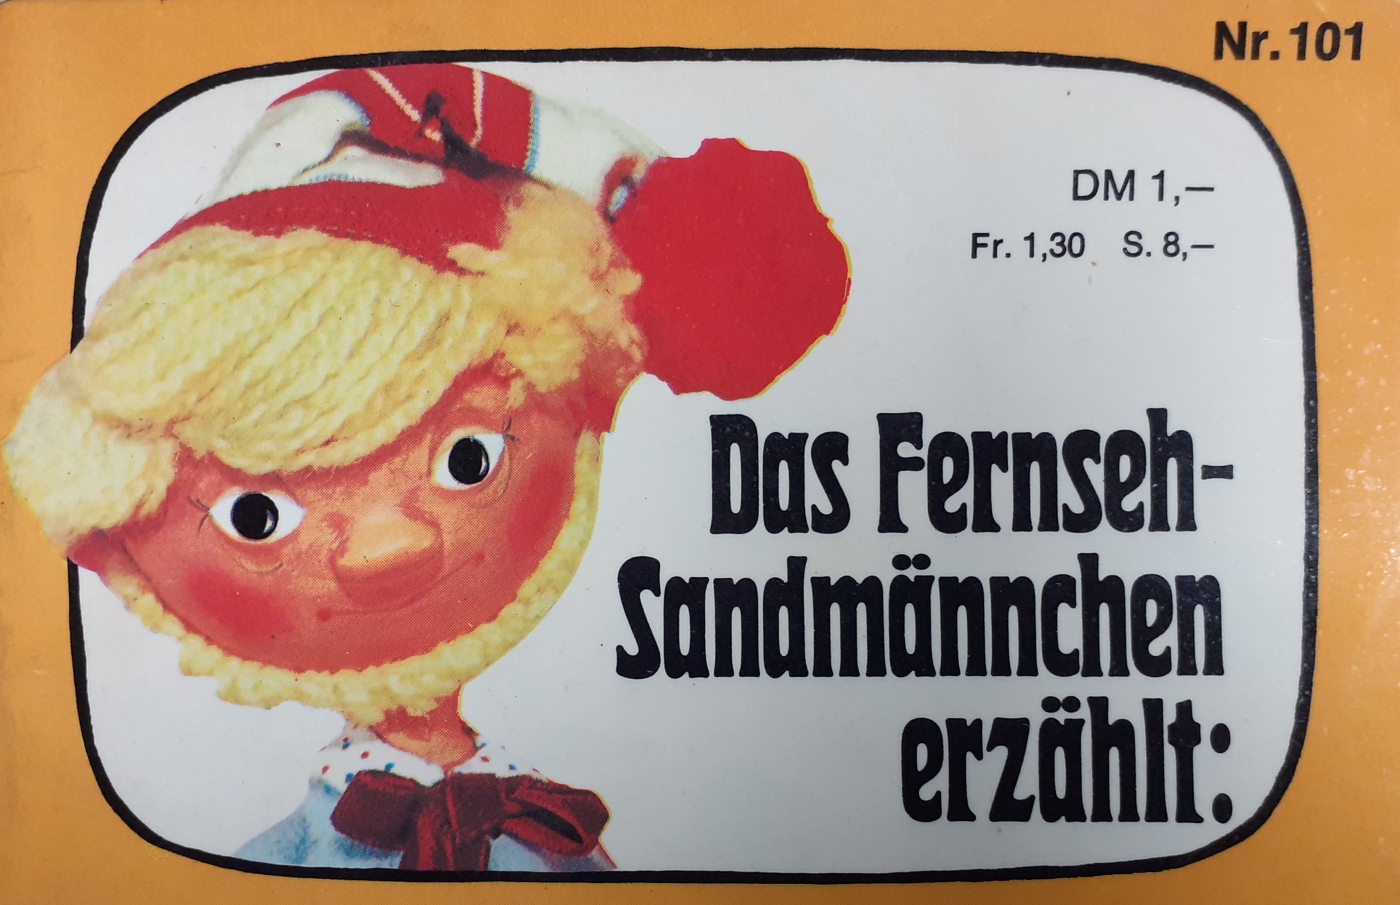 Nr. 101
DM 1,—
Fr. 1,30 S. 8,—
Das Fernseh-
Sandmännchen
erzählt: